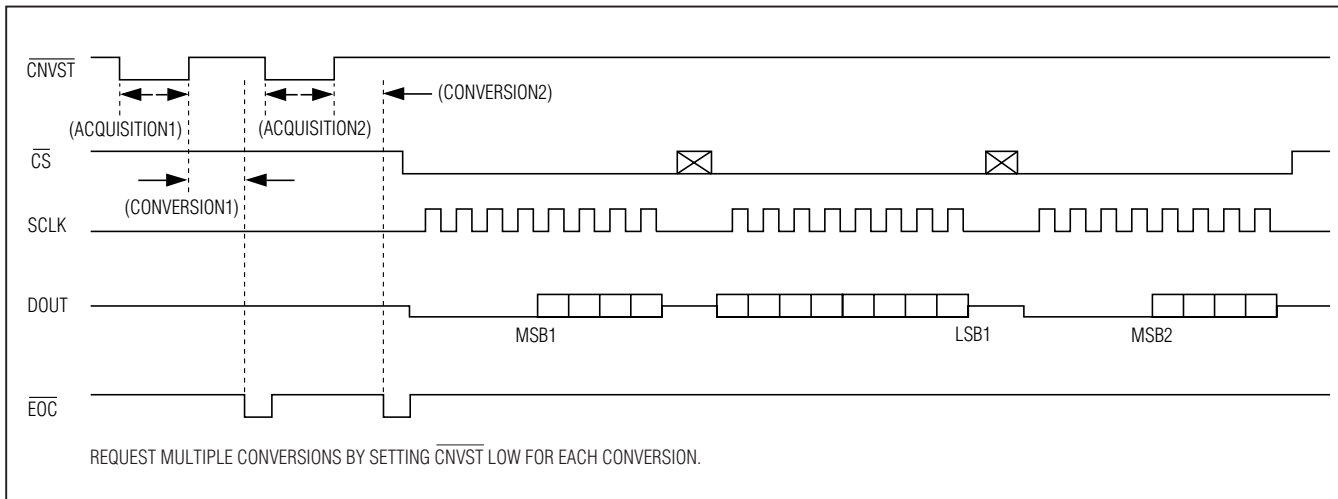 CNVST
(CONVERSION2)
(ACQUISITION1)
(ACQUISITION2)
CS
(CONVERSION1)
SCLK
DOUT
MSB1
LSB1
MSB2
EOC
REQUEST MULTIPLE CONVERSIONS BY SETTING CNVST LOW FOR EACH CONVERSION.